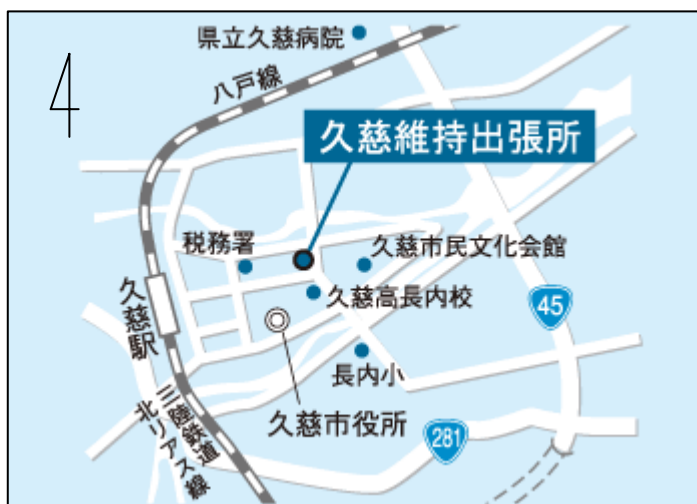 県立久慈病院
八戸線
久慈維持出張所
税務署
久慈市民文化会館
久慈高長内校
45
久慈駅
長内小
三陸鉄道
北リアス線
久慈市役所
281